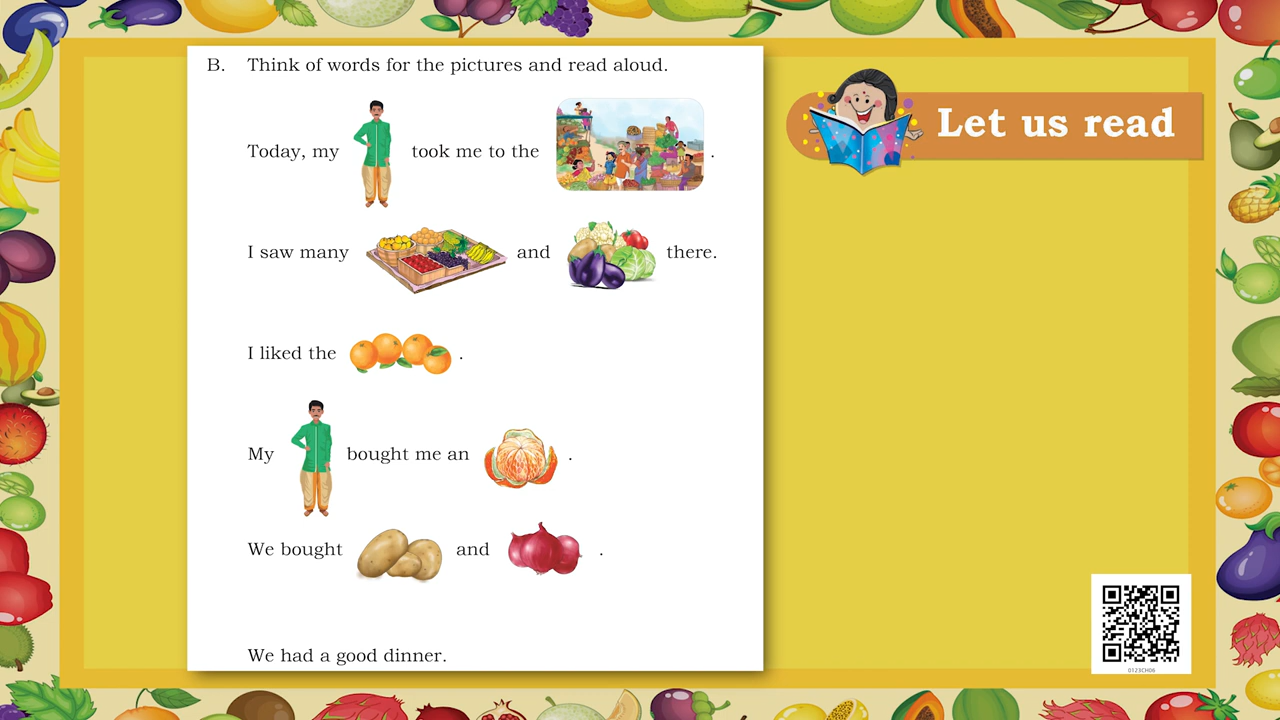 B. Think of words for the pictures and read aloud.
Let us read
Today, my took me to the .
I saw many and there.
I liked the .
My bought me an .
We bought and .
We had a good dinner.
0123CH06